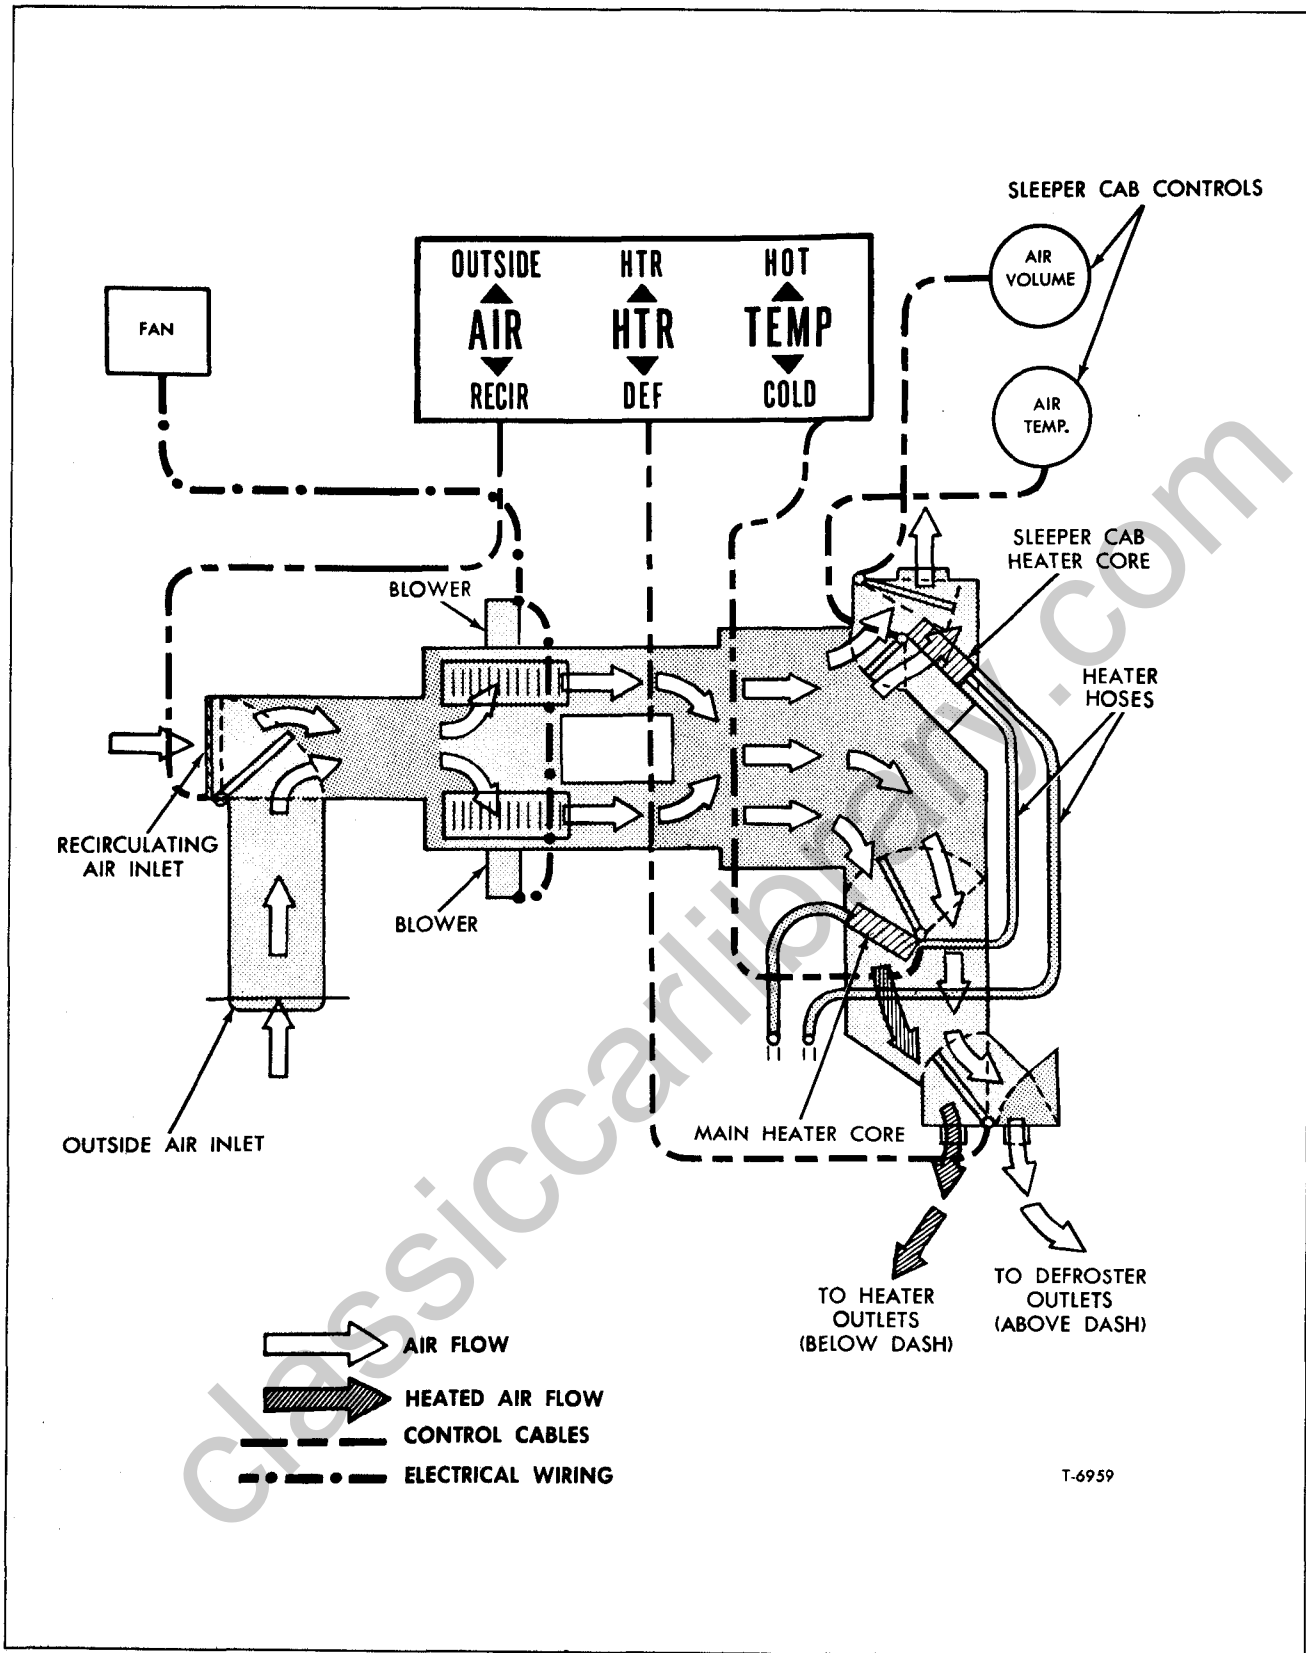 SLEEPER CAB CONTROLS
OUTSIDE
AIR
RECIR
HTR
HTR
DEF
HOT
TEMP
COLD
AIR
VOLUME
AIR
TEMP.
FAN
SLEEPER CAB
HEATER CORE
BLOWER
HEATER
HOSES
RECIRCULATING
AIR INLET
BLOWER
OUTSIDE AIR INLET
MAIN HEATER CORE
TO HEATER
OUTLETS
(BELOW DASH)
TO DEFROSTER
OUTLETS
(ABOVE DASH)
AIR FLOW
HEATED AIR FLOW
CONTROL CABLES
ELECTRICAL WIRING
T-6959
classiccarlibrary.com